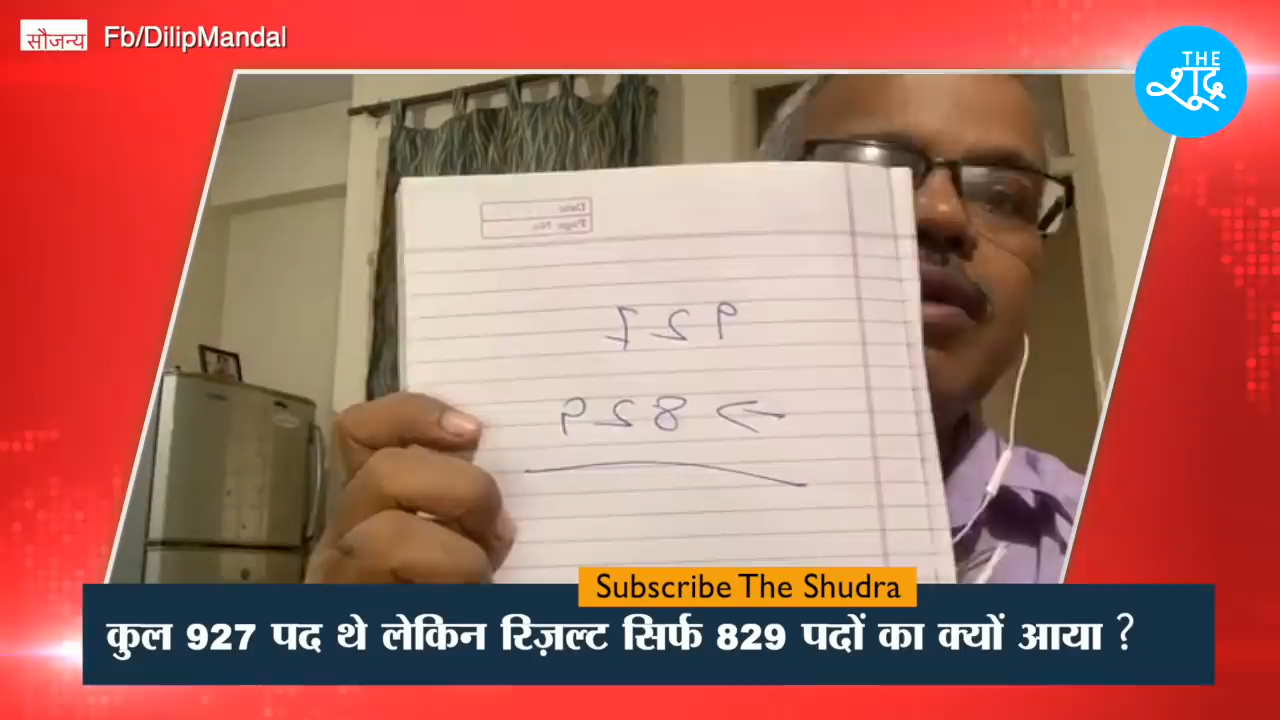 सौजन्य Fb/DilipMandal
THE
शूद्र
Date
Page No.
927
→ 829
Subscribe The Shudra
कुल 927 पद थे लेकिन रिज़ल्ट सिर्फ 829 पदों का क्यों आया ?